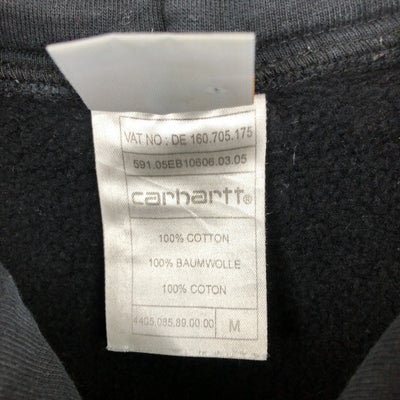 VAT NO : DE 160.705.175
591.05EB10606.03.05
carhartt®
100% COTTON
100% BAUMWOLLE
100% COTON
4405.085.89.00.00 M